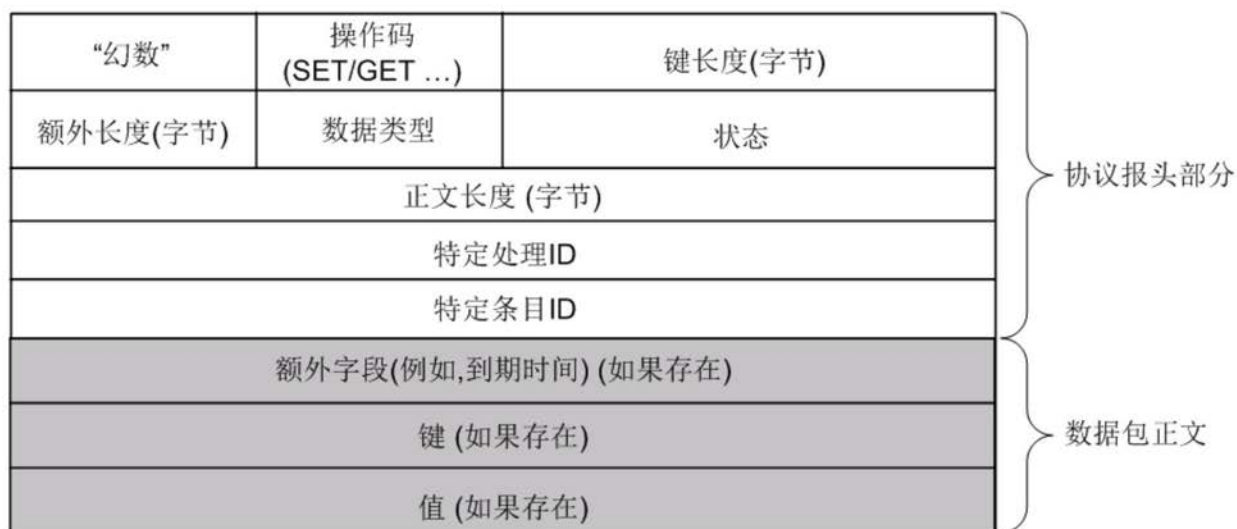 “幻数”
操作码
(SET/GET …)
键长度(字节)
额外长度(字节)
数据类型
状态
正文长度 (字节)
特定处理ID
特定条目ID
协议报头部分
额外字段(例如,到期时间) (如果存在)
键 (如果存在)
值 (如果存在)
数据包正文